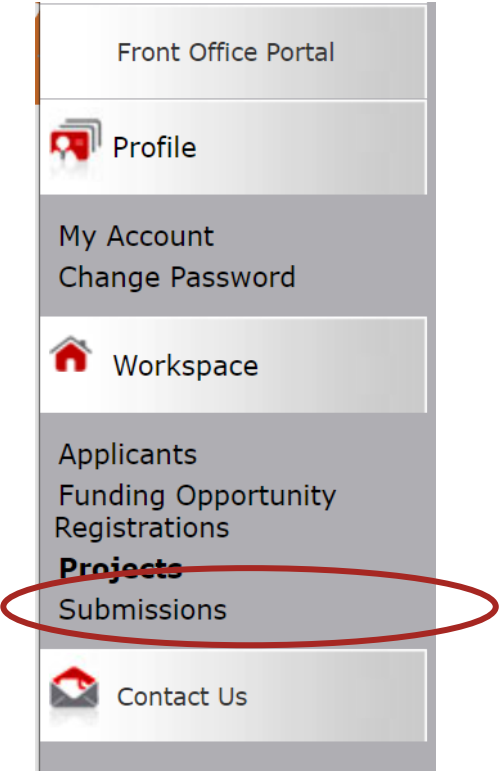 Front Office Portal
Profile
My Account
Change Password
Workspace
Applicants
Funding Opportunity
Registrations
Projects
Submissions
Contact Us